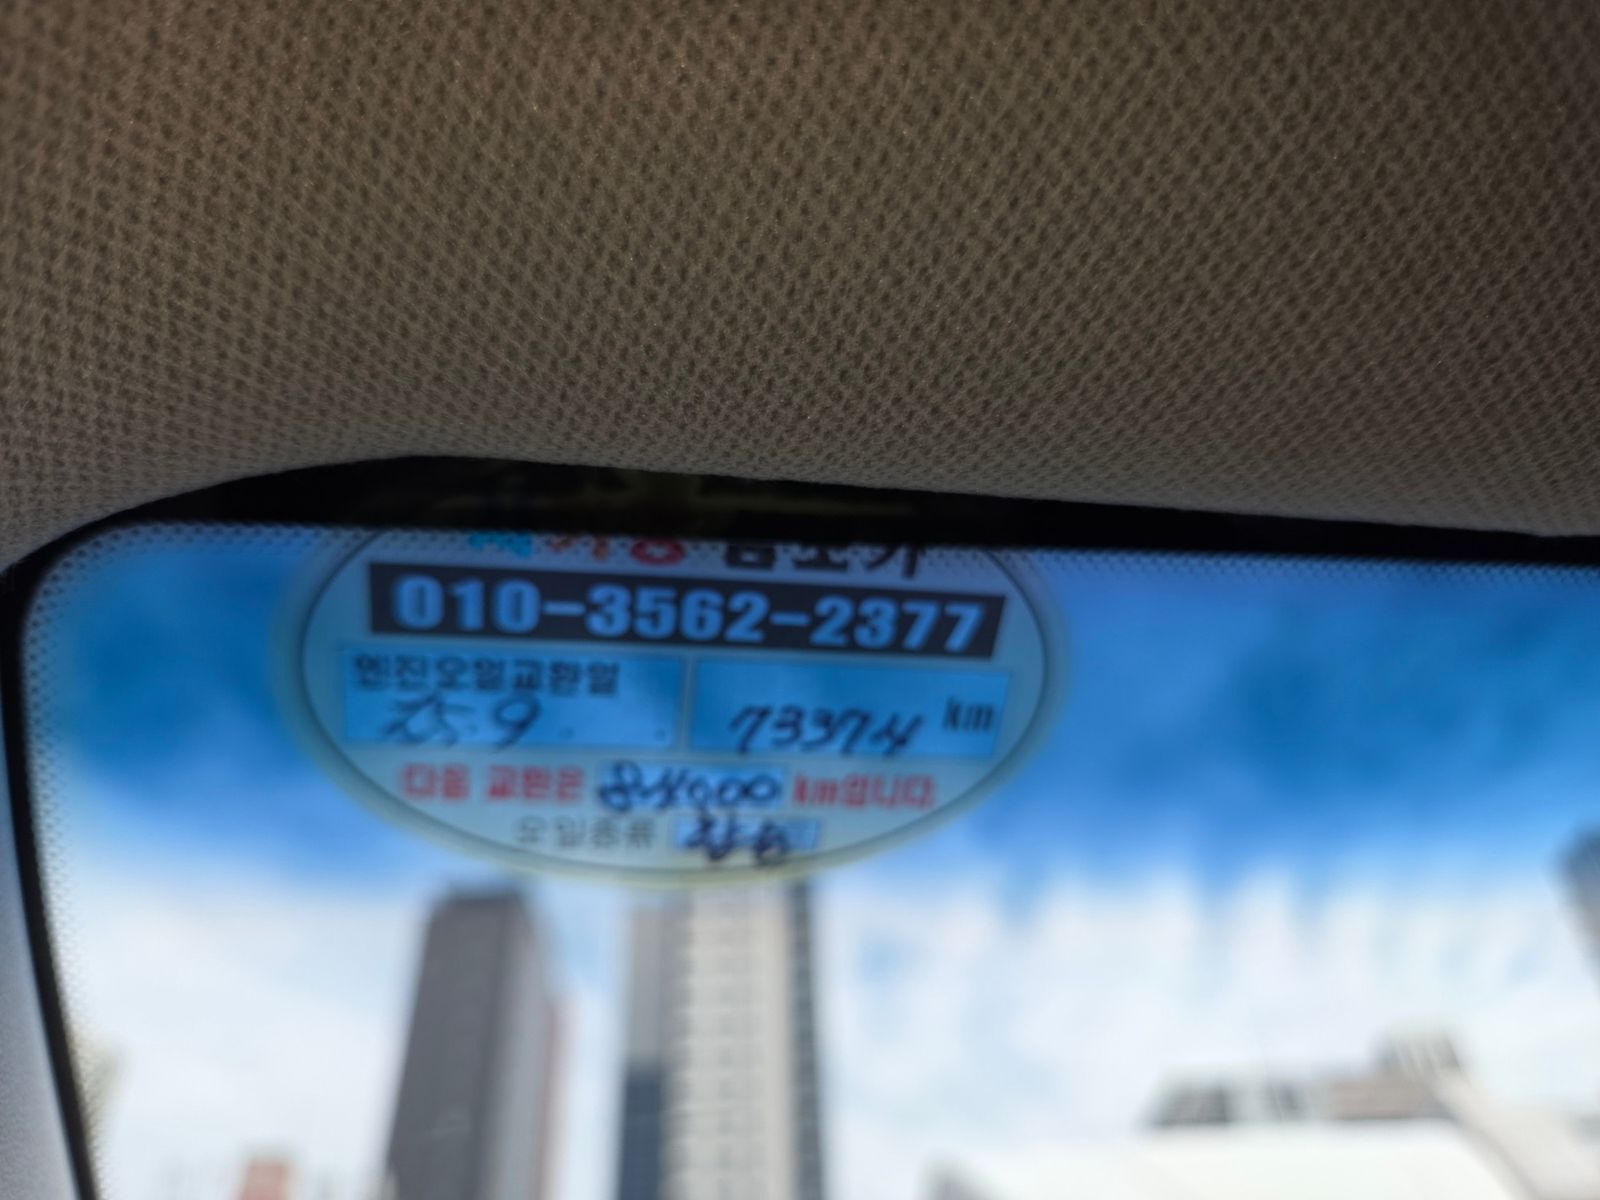 010-3562-2377
엔진오일교환일
25.9 . .
73374 km
다음 교환은 km입니다.
오일종류